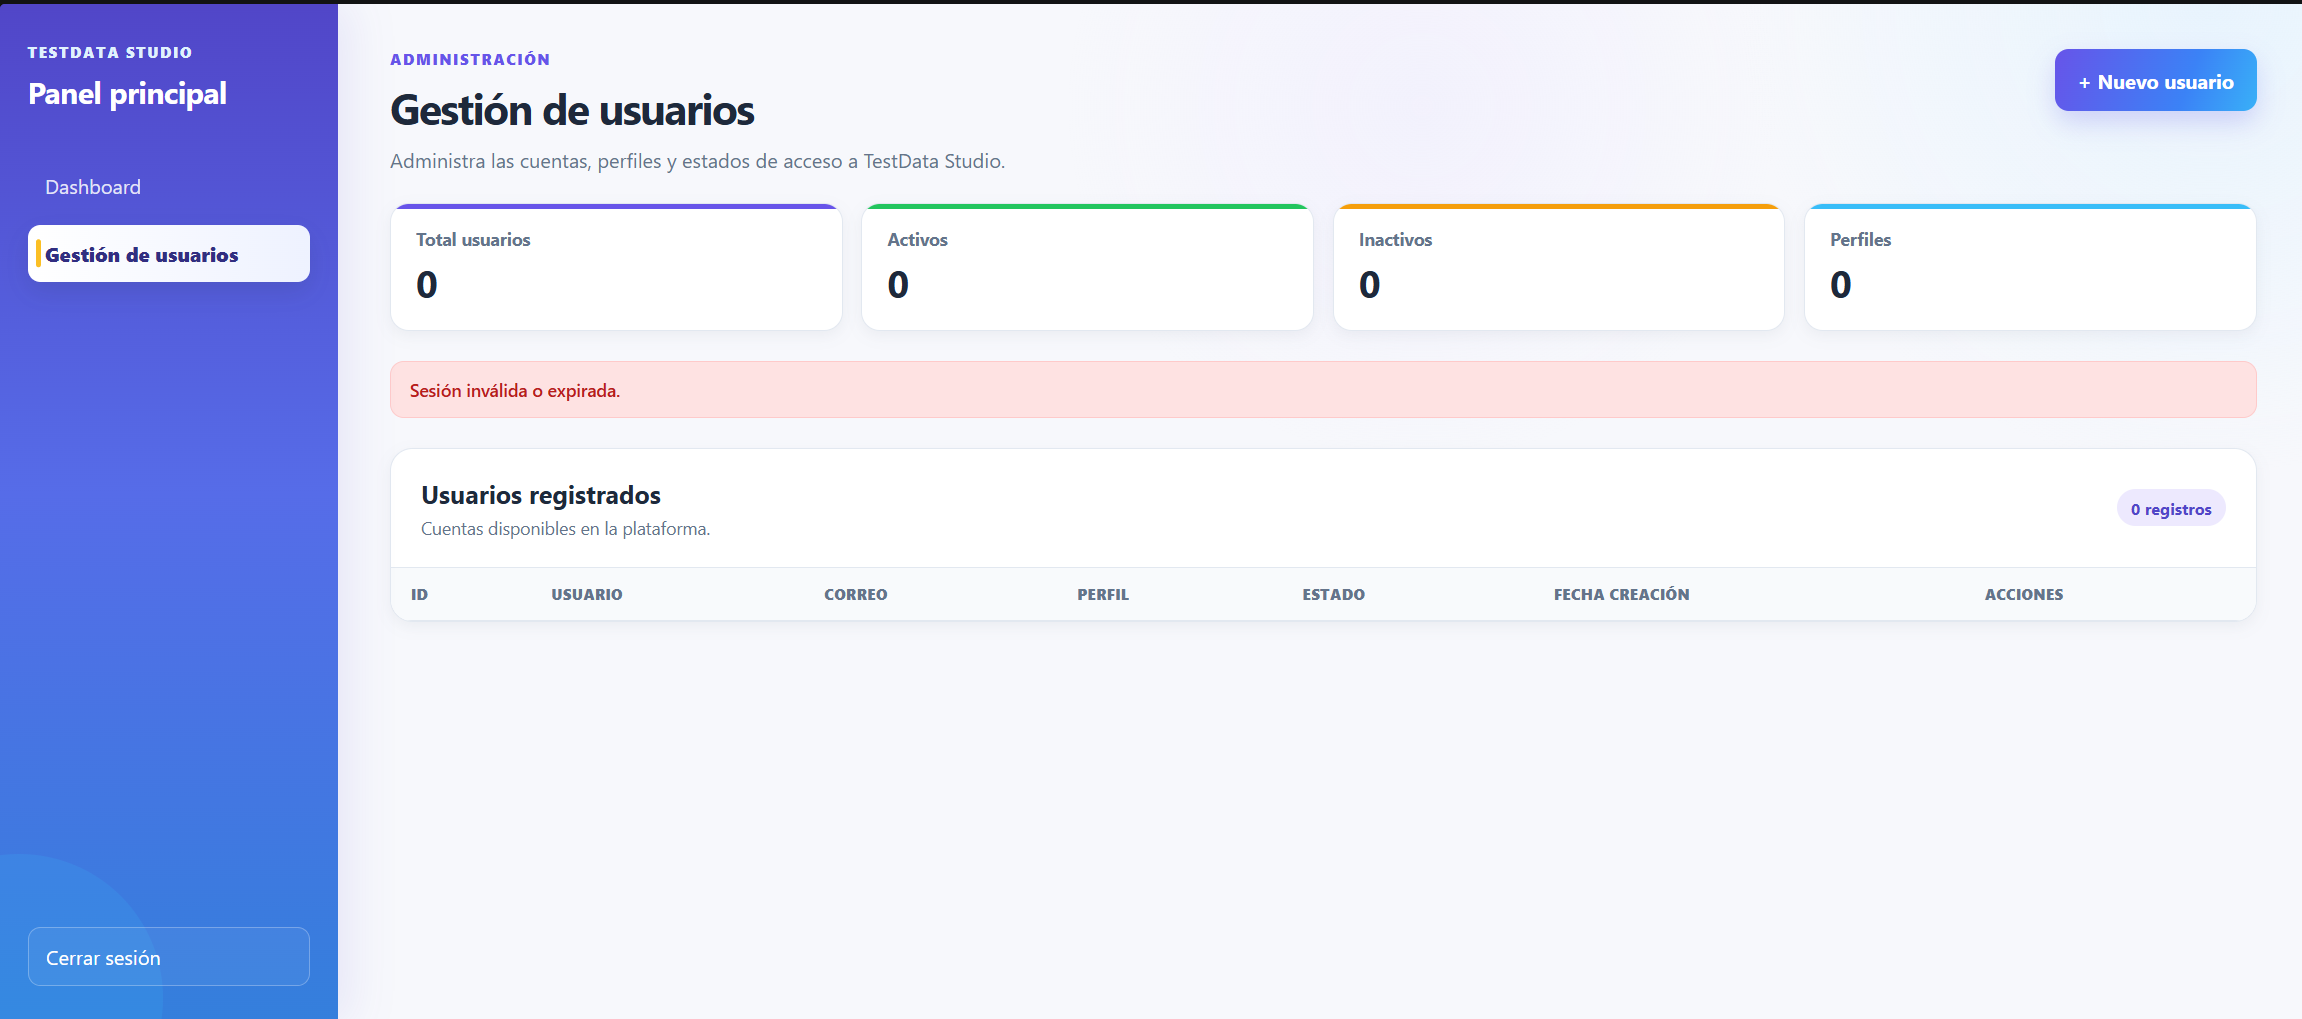 TESTDATA STUDIO
Panel principal
Dashboard
Gestión de usuarios
Cerrar sesión
ADMINISTRACIÓN
Gestión de usuarios
Administra las cuentas, perfiles y estados de acceso a TestData Studio.
+ Nuevo usuario
Total usuarios
0
Activos
0
Inactivos
0
Perfiles
0
Sesión inválida o expirada.
Usuarios registrados
Cuentas disponibles en la plataforma.
0 registros
ID USUARIO CORREO PERFIL ESTADO FECHA CREACIÓN ACCIONES